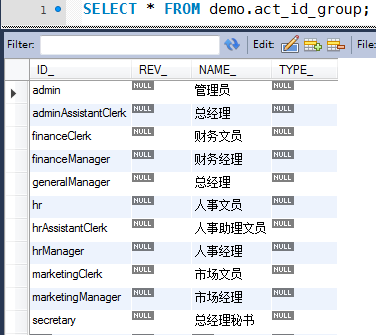 1 SELECT * FROM demo.act_id_group;
Filter: Edit: File:
ID_ REV_ NAME_ TYPE_
admin NULL 管理员 NULL
adminAssistantClerk NULL 总经理 NULL
financeClerk NULL 财务文员 NULL
financeManager NULL 财务经理 NULL
generalManager NULL 总经理 NULL
hr NULL 人事文员 NULL
hrAssistantClerk NULL 人事助理文员 NULL
hrManager NULL 人事经理 NULL
marketingClerk NULL 市场文员 NULL
marketingManager NULL 市场经理 NULL
secretary NULL 总经理秘书 NULL